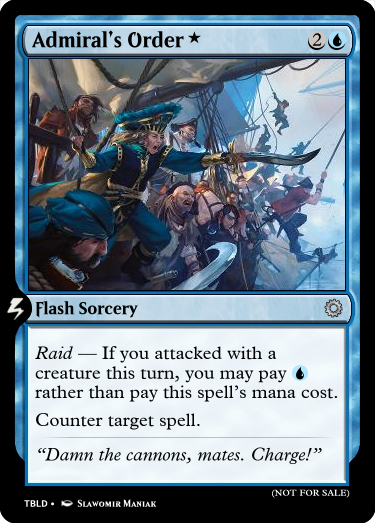 Admiral's Order ★ 2
Flash Sorcery
Raid — If you attacked with a
creature this turn, you may pay
rather than pay this spell's mana cost.
Counter target spell.
“Damn the cannons, mates. Charge!”
(NOT FOR SALE)
TBLD • Slawomir Maniak